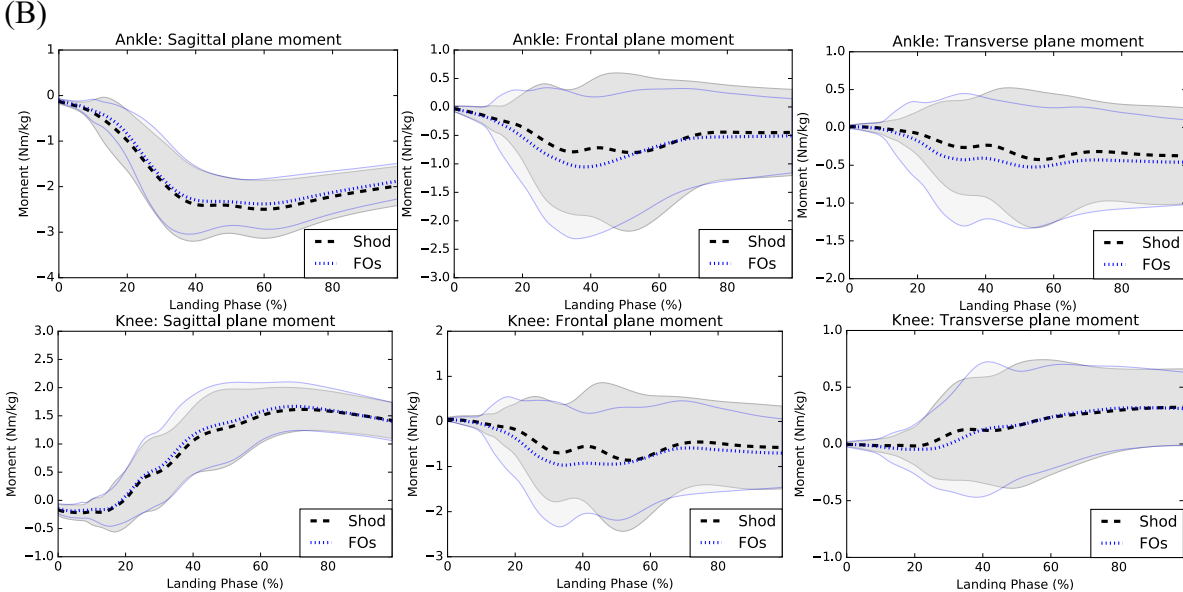 (B)
Ankle: Sagittal plane moment
Moment (Nm/kg)
1
0
−1
−2
−3
−4
0 20 40 60 80
Landing Phase (%)
Shod
FOs
Ankle: Frontal plane moment
Moment (Nm/kg)
1.0
0.5
0.0
−0.5
−1.0
−1.5
−2.0
−2.5
−3.0
0 20 40 60 80
Landing Phase (%)
Shod
FOs
Ankle: Transverse plane moment
Moment (Nm/kg)
1.0
0.5
0.0
−0.5
−1.0
−1.5
−2.0
0 20 40 60 80
Landing Phase (%)
Shod
FOs
Knee: Sagittal plane moment
Moment (Nm/kg)
3.0
2.5
2.0
1.5
1.0
0.5
0.0
−0.5
−1.0
0 20 40 60 80
Landing Phase (%)
Shod
FOs
Knee: Frontal plane moment
Moment (Nm/kg)
2
1
0
−1
−2
−3
0 20 40 60 80
Landing Phase (%)
Shod
FOs
Knee: Transverse plane moment
Moment (Nm/kg)
1.0
0.5
0.0
−0.5
−1.0
0 20 40 60 80
Landing Phase (%)
Shod
FOs